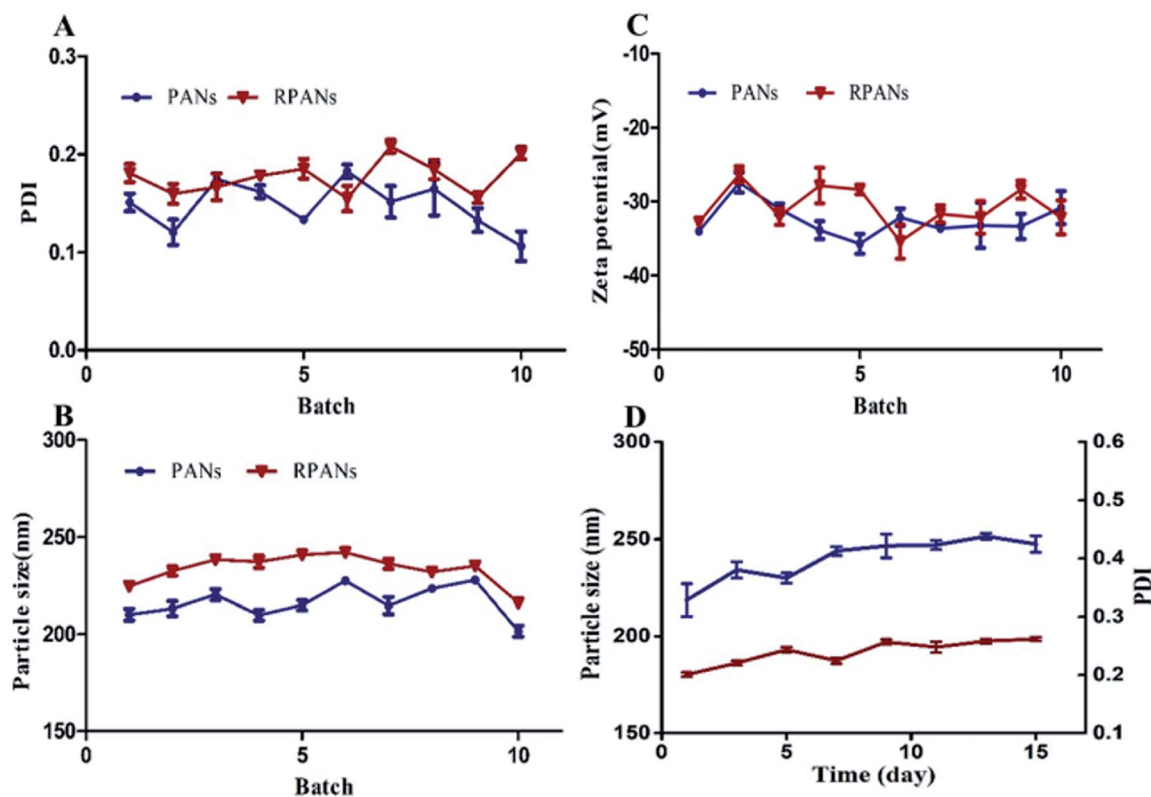 A
0.3
PANs RPANs
0.2
PDI
0.1
0.0
0 5 10
Batch
C
-10
PANs RPANs
-20
-30
Zeta potential(mV)
-40
-50
0 5 10
Batch
B
300
PANs RPANs
250
Particle size(nm)
200
150
0 5 10
Batch
D
300 0.6
0.5
250 0.4
Particle size (nm) PDI
0.3
200
0.2
150 0.1
0 5 10 15
Time (day)